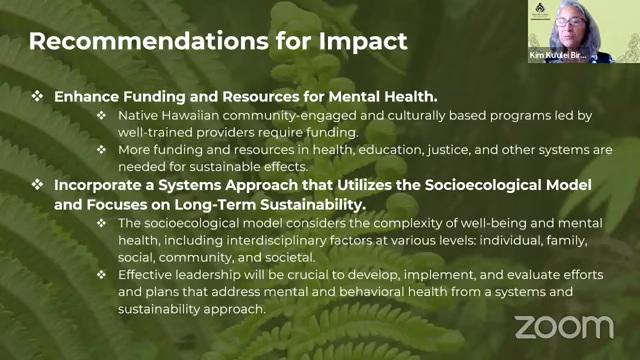 Recommendations for Impact
Kim Ku'ulei Bir...
Enhance Funding and Resources for Mental Health.
Native Hawaiian community-engaged and culturally based programs led by
well-trained providers require funding.
More funding and resources in health, education, justice, and other systems are
needed for sustainable effects.
Incorporate a Systems Approach that Utilizes the Socioecological Model
and Focuses on Long-Term Sustainability.
The socioecological model considers the complexity of well-being and mental
health, including interdisciplinary factors at various levels: individual, family,
social, community, and societal.
Effective leadership will be crucial to develop, implement, and evaluate efforts
and plans that address mental and behavioral health from a systems and
sustainability approach.
zoom